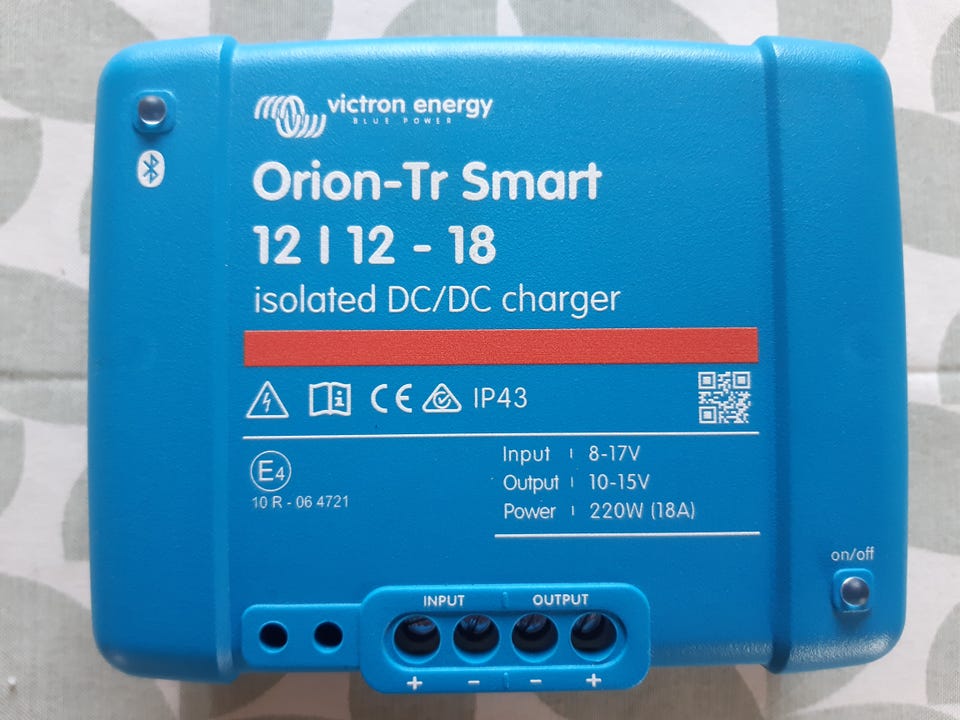 victron energy
BLUE POWER
Orion-Tr Smart
12 | 12 - 18
isolated DC/DC charger
CE IP43
E4
10 R - 06 4721
Input | 8-17V
Output | 10-15V
Power | 220W (18A)
on/off
INPUT | OUTPUT
+ - - +